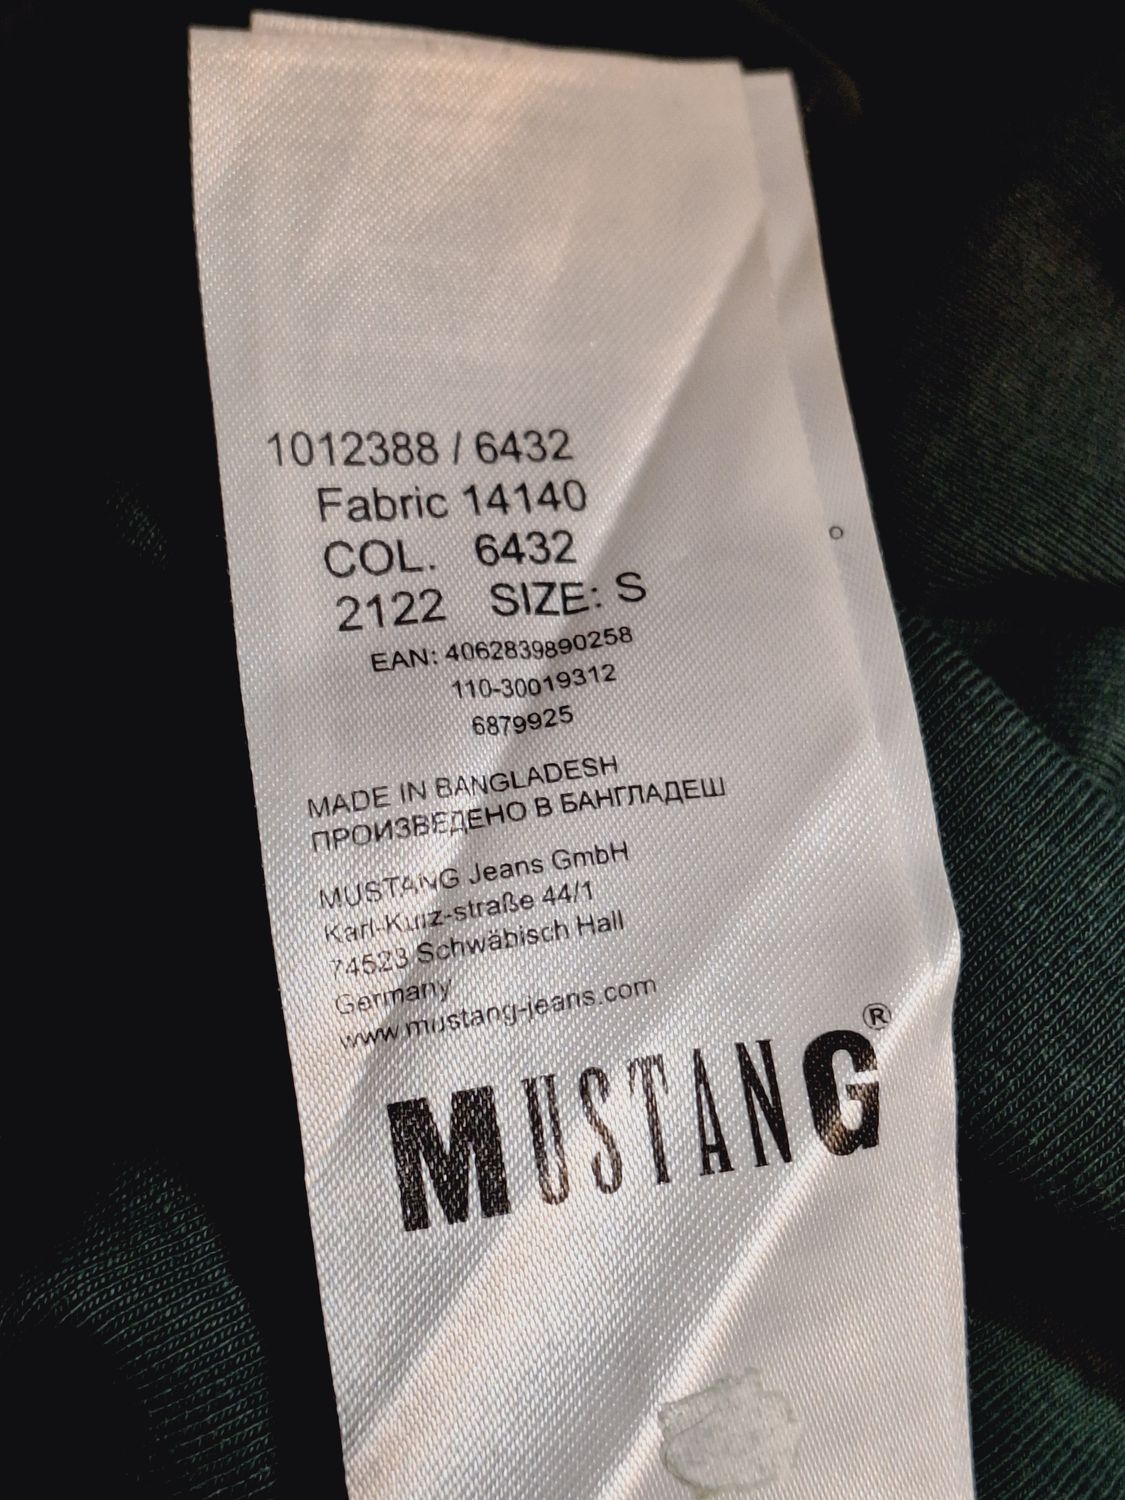 1012388 / 6432
Fabric 14140
COL. 6432
2122 SIZE: S
EAN: 4062839890258
110-30019312
6879925
MADE IN BANGLADESH
ПРОИЗВЕДЕНО В БАНГЛАДЕШ
MUSTANG Jeans GmbH
Karl-Kurz-straße 44/1
74523 Schwäbisch Hall
Germany
www.mustang-jeans.com
MUSTANG®